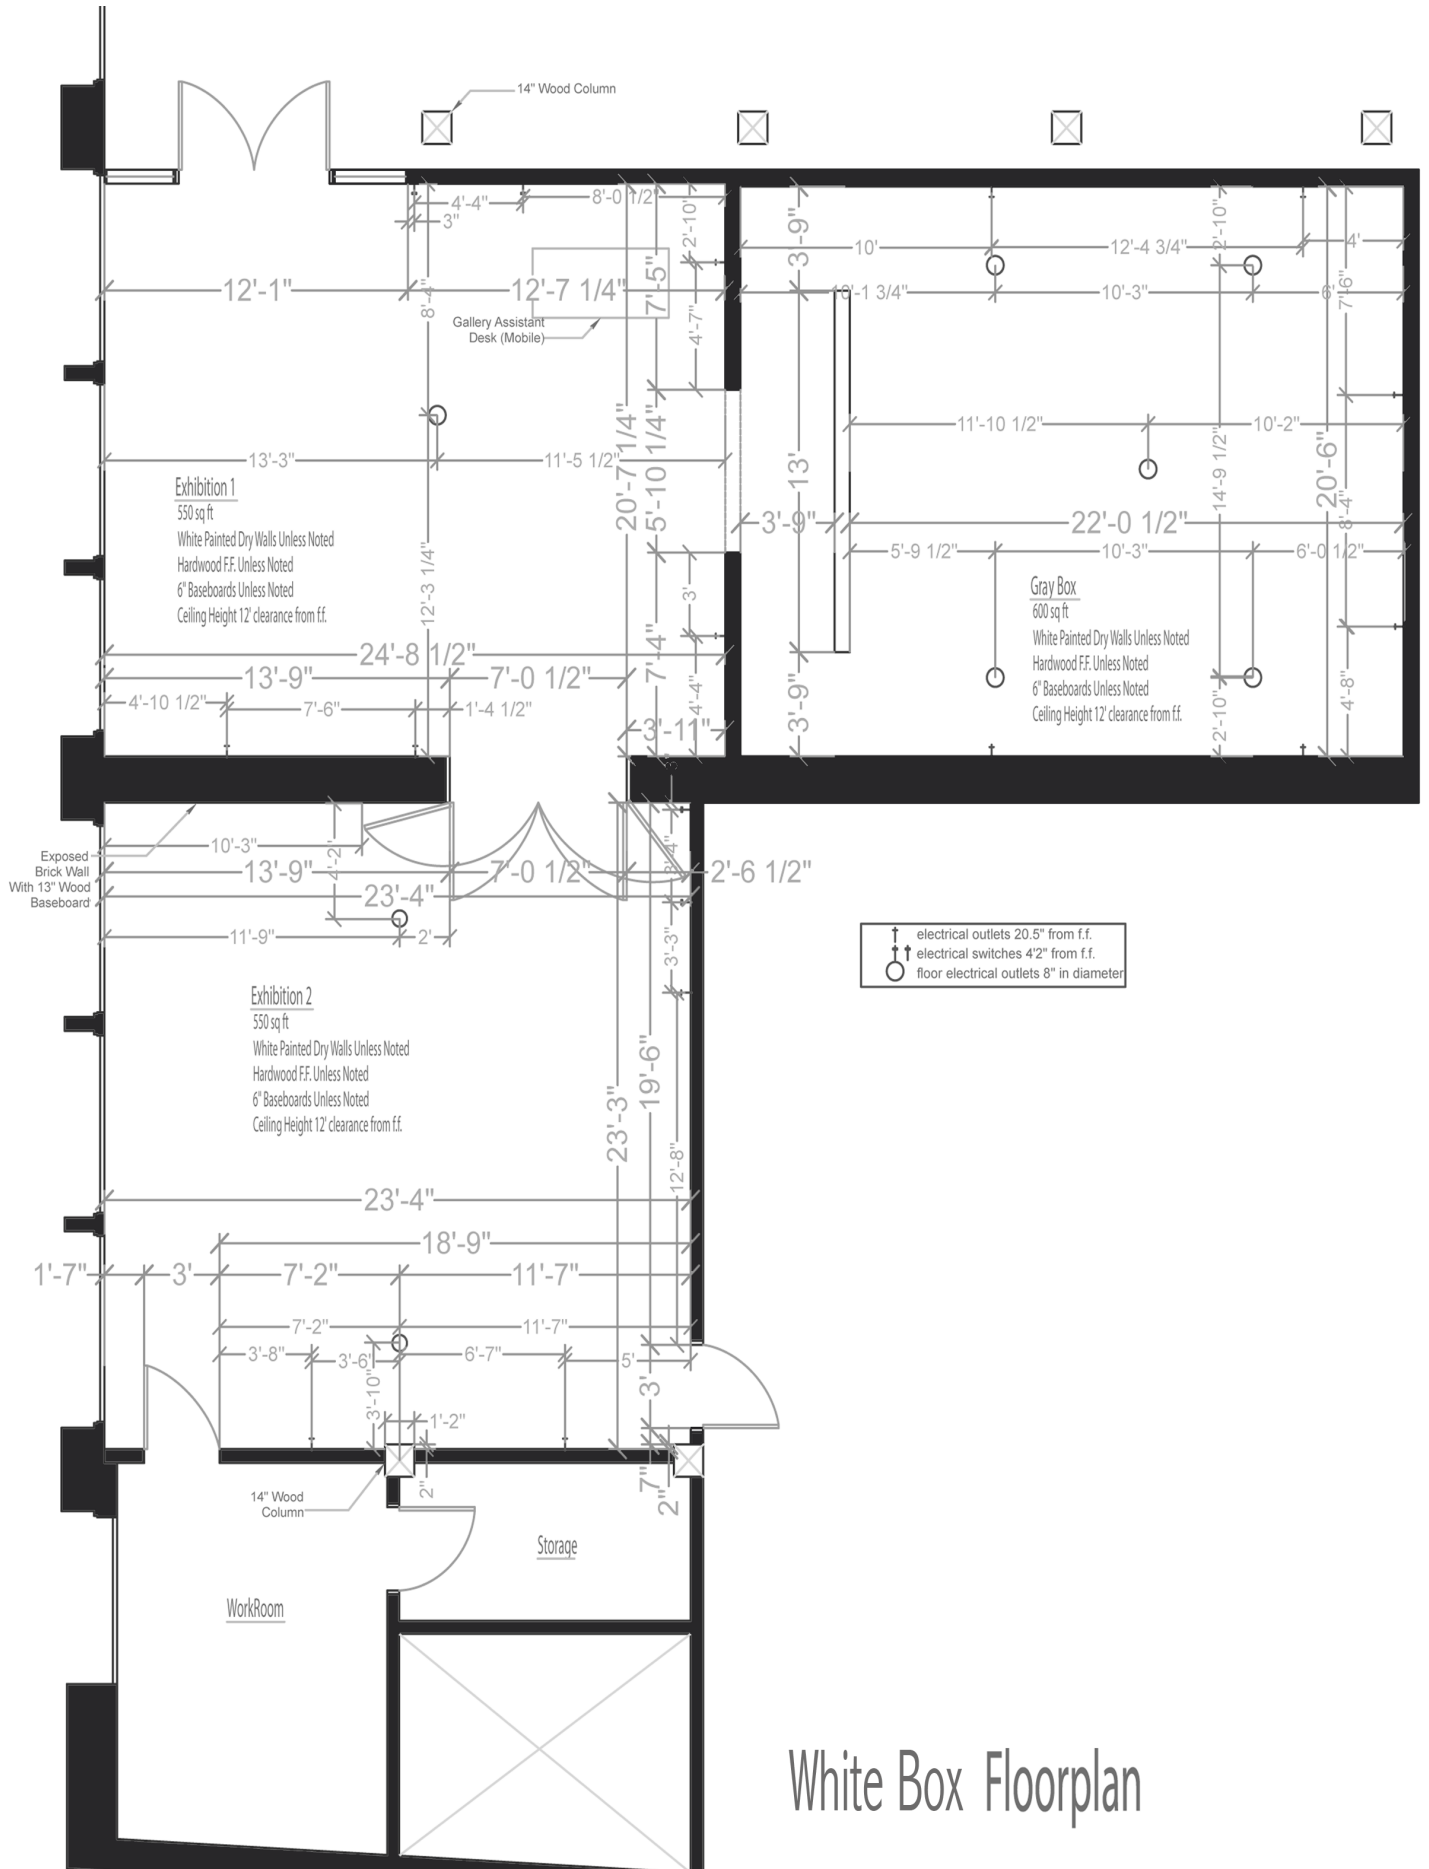 14" Wood Column
4'-4"
8'-0 1/2"
3"
2'-10"
3'-9"
10'
12'-4 3/4"
2'-10"
4'
12'-1"
12'-7 1/4"
8'-4"
7'-5"
10'-1 3/4"
10'-3"
6'
7'-6"
Gallery Assistant
Desk (Mobile)
4'-7"
11'-10 1/2"
10'-2"
13'-3"
11'-5 1/2"
20'-7 1/4"
5'-10 1/4"
13'
14'-9 1/2"
20'-6"
8'-4"
Exhibition 1
550 sq ft
White Painted Dry Walls Unless Noted
Hardwood F.F. Unless Noted
6" Baseboards Unless Noted
Ceiling Height 12' clearance from f.f.
3'-9"
22'-0 1/2"
5'-9 1/2"
10'-3"
6'-0 1/2"
12'-3 1/4"
3'
Gray Box
600 sq ft
White Painted Dry Walls Unless Noted
Hardwood F.F. Unless Noted
6" Baseboards Unless Noted
Ceiling Height 12' clearance from f.f.
24'-8 1/2"
13'-9"
7'-0 1/2"
7'-4"
4'-4"
4'-10 1/2"
7'-6"
1'-4 1/2"
3'-11"
3'-9"
2'-10"
4'-8"
Exposed
Brick Wall
With 13" Wood
Baseboard
10'-3"
4'-2"
13'-9"
7'-0 1/2"
2'-6 1/2"
23'-4"
11'-9"
2'
3'-3"
electrical outlets 20.5" from f.f.
electrical switches 4'2" from f.f.
floor electrical outlets 8" in diameter
Exhibition 2
550 sq ft
White Painted Dry Walls Unless Noted
Hardwood F.F. Unless Noted
6" Baseboards Unless Noted
Ceiling Height 12' clearance from f.f.
23'-3"
19'-6"
12'-8"
23'-4"
18'-9"
1'-7"
3'
7'-2"
11'-7"
7'-2"
11'-7"
3'-8"
3'-6"
6'-7"
5'
3'-10"
1'-2"
3'
2"
7"
2"
14" Wood
Column
Storage
WorkRoom
White Box Floorplan